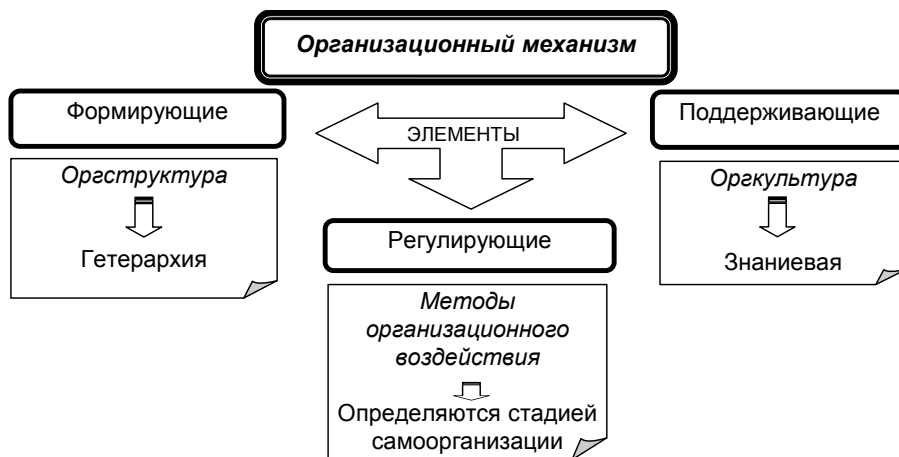 Организационный механизм
Формирующие
ЭЛЕМЕНТЫ
Поддерживающие
Оргструктура
Гетерархия
Регулирующие
Методы
организационного
воздействия
Определяются стадией
самоорганизации
Оргкультура
Знаниевая